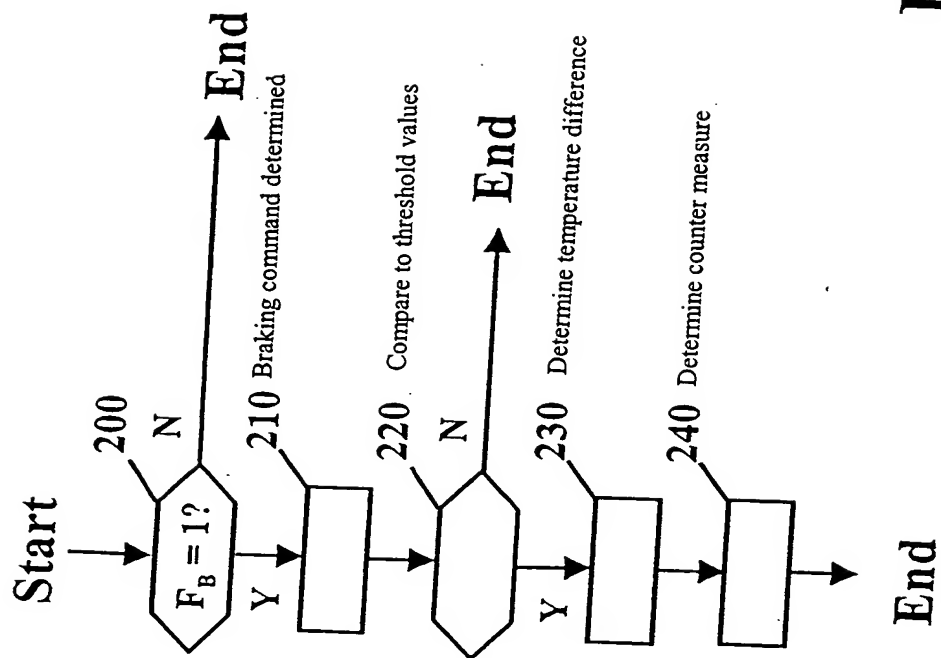 Start
200
F_B = 1?
N
End
Y
210 Braking command determined
220 Compare to threshold values
N
End
Y
230 Determine temperature difference
240 Determine counter measure
End